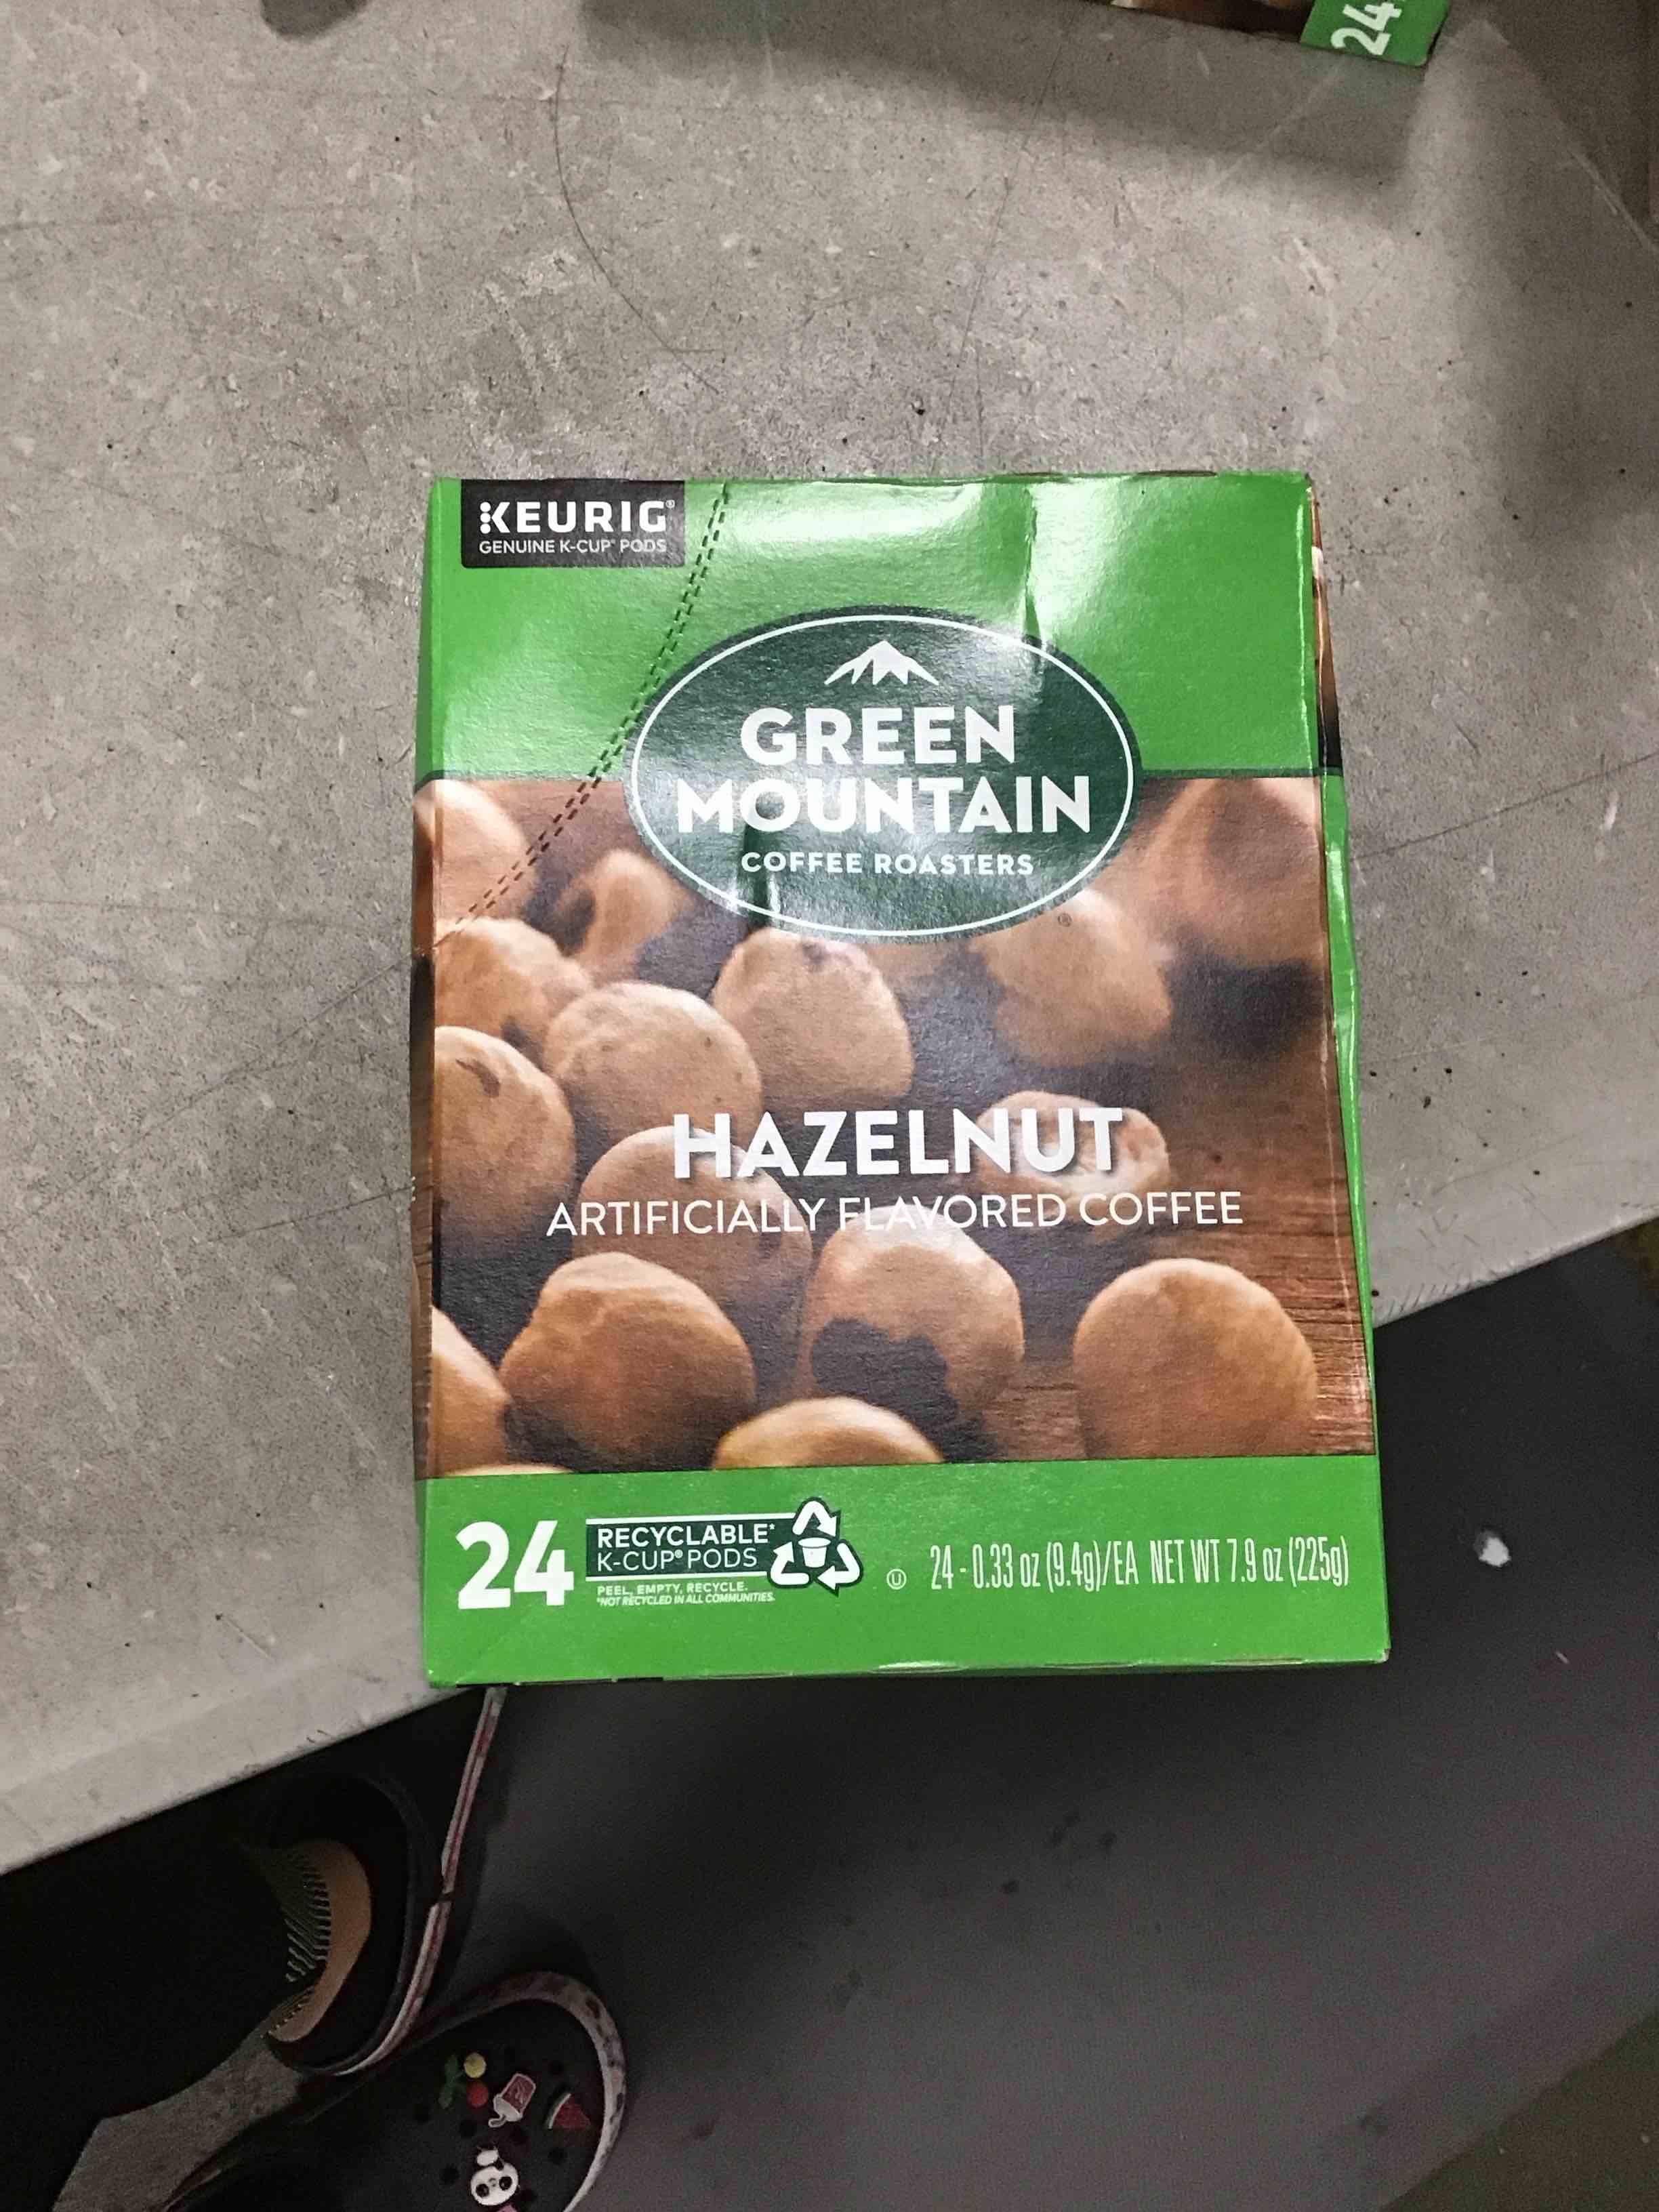 24
KEURIG®
GENUINE K-CUP® PODS
GREEN
MOUNTAIN
COFFEE ROASTERS
®
HAZELNUT
ARTIFICIALLY FLAVORED COFFEE
24
RECYCLABLE*
K-CUP® PODS
PEEL, EMPTY, RECYCLE.
*NOT RECYCLED IN ALL COMMUNITIES.
U
24 - 0.33 oz (9.4g)/EA NET WT 7.9 oz (225g)